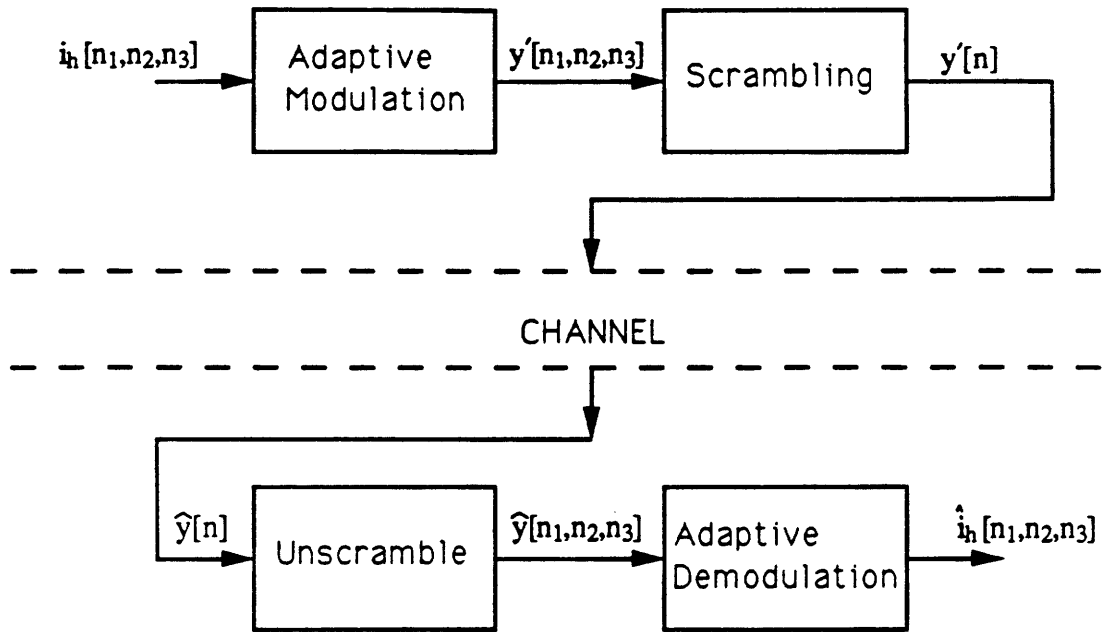 i_h[n₁,n₂,n₃]
Adaptive
Modulation
y′[n₁,n₂,n₃]
Scrambling
y′[n]
CHANNEL
ŷ[n]
Unscramble
ŷ[n₁,n₂,n₃]
Adaptive
Demodulation
î_h[n₁,n₂,n₃]